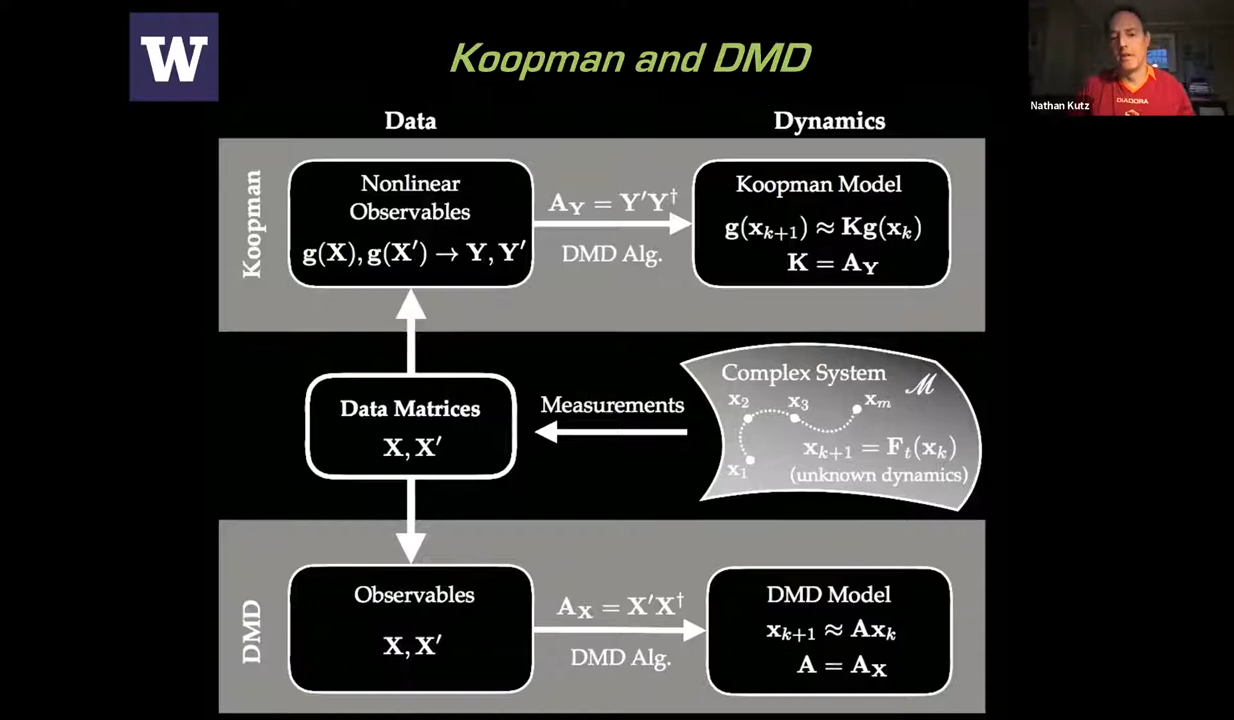 W
Koopman and DMD
Nathan Kutz
DIADORA
Data
Dynamics
Koopman
Nonlinear
Observables
g(X), g(X′) → Y, Y′
A_Y = Y′Y†
DMD Alg.
Koopman Model
g(x_{k+1}) ≈ Kg(x_k)
K = A_Y
Data Matrices
X, X′
Measurements
Complex System
ℳ
x_2
x_3
x_m
x_1
x_{k+1} = F_t(x_k)
(unknown dynamics)
DMD
Observables
X, X′
A_X = X′X†
DMD Alg.
DMD Model
x_{k+1} ≈ Ax_k
A = A_X